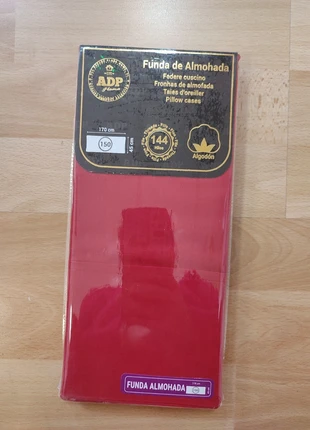 ADP
Home
Funda de Almohada
Federe cuscino
Fronhas de almofada
Taies d'oreiller
Pillow cases
170 cm
150
45 cm
144
Hilos
Algodón
FUNDA ALMOHADA